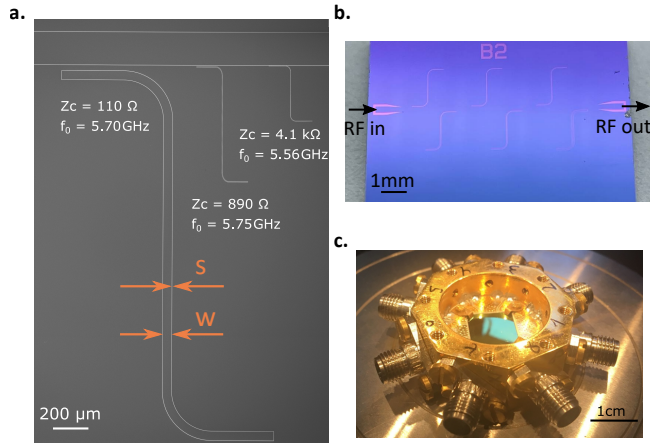 a.
Zc = 110 Ω
f₀ = 5.70GHz
Zc = 4.1 kΩ
f₀ = 5.56GHz
Zc = 890 Ω
f₀ = 5.75GHz
S
W
200 μm
b.
B2
RF in
RF out
1mm
c.
1cm